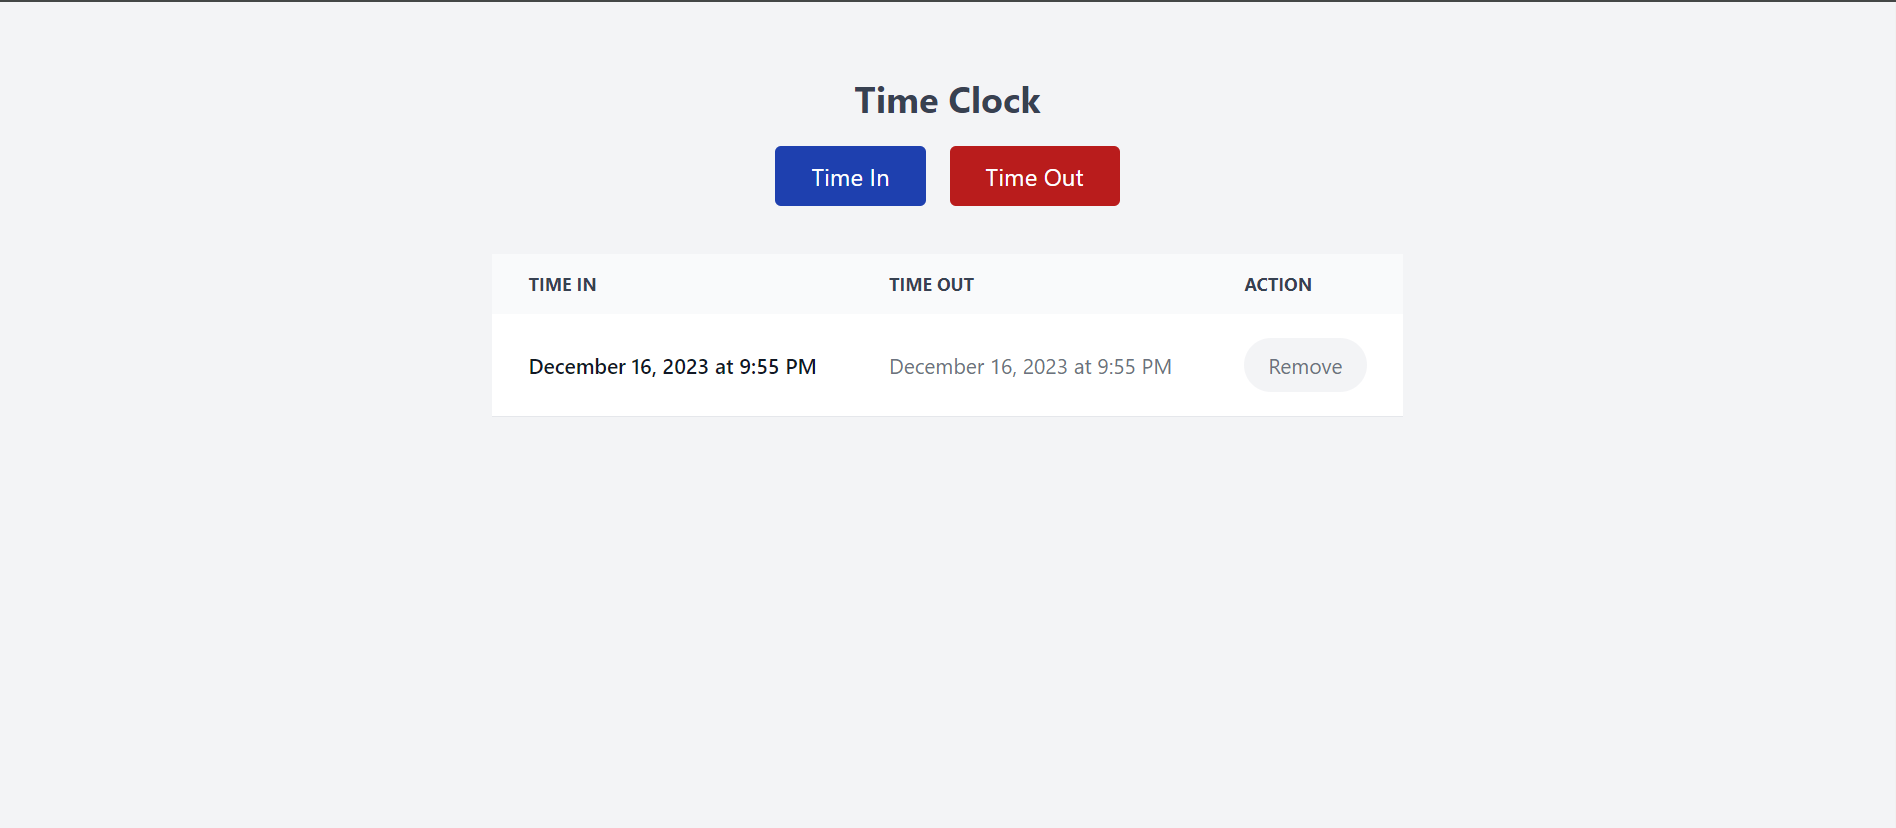 Time Clock
Time In Time Out
TIME IN TIME OUT ACTION
December 16, 2023 at 9:55 PM December 16, 2023 at 9:55 PM Remove